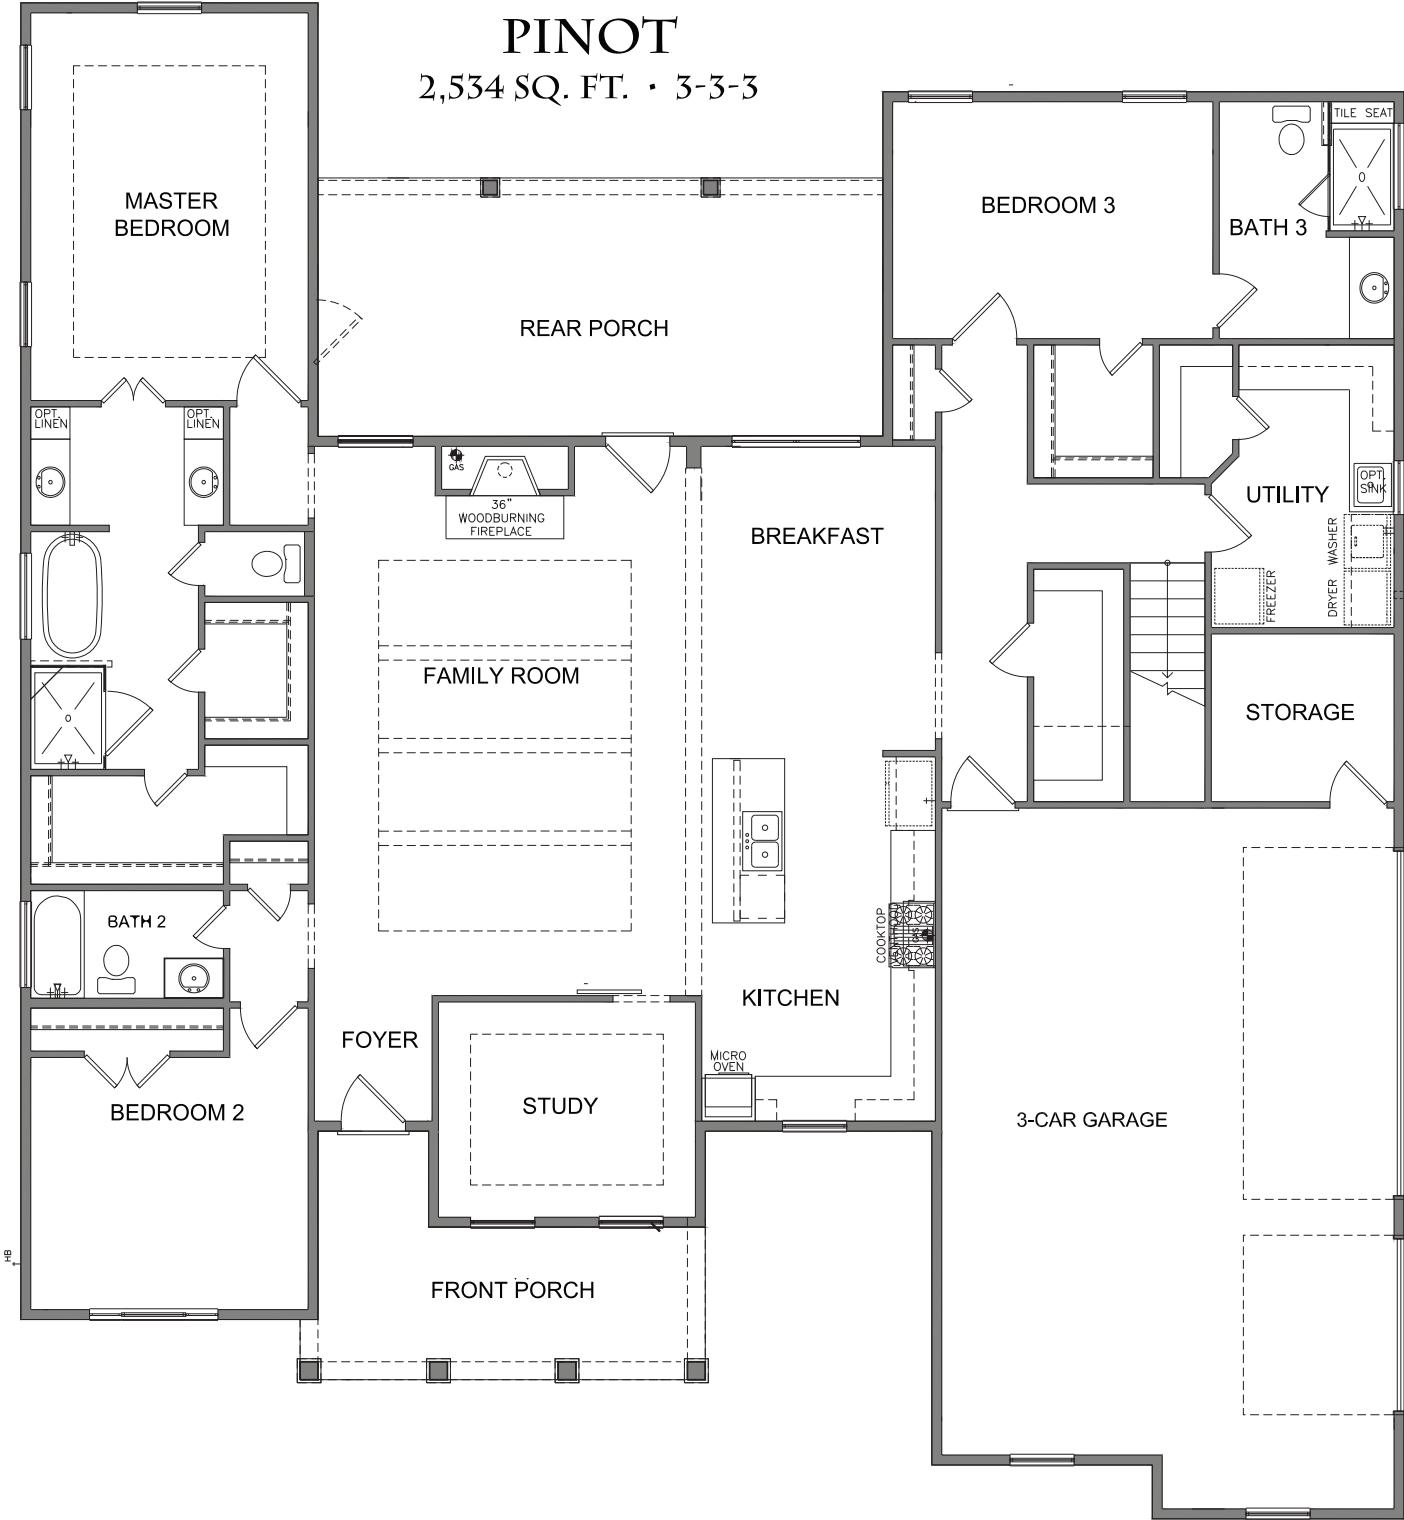 PINOT
2,534 SQ. FT. · 3-3-3
TILE SEAT
MASTER
BEDROOM
BEDROOM 3
BATH 3
REAR PORCH
OPT.
LINEN
OPT.
LINEN
GAS
36"
WOODBURNING
FIREPLACE
BREAKFAST
UTILITY
OPT.
SINK
WASHER
DRYER
FREEZER
FAMILY ROOM
STORAGE
BATH 2
COOKTOP
VENTHOOD
GAS
KITCHEN
FOYER
MICRO
OVEN
STUDY
BEDROOM 2
3-CAR GARAGE
HB
FRONT PORCH